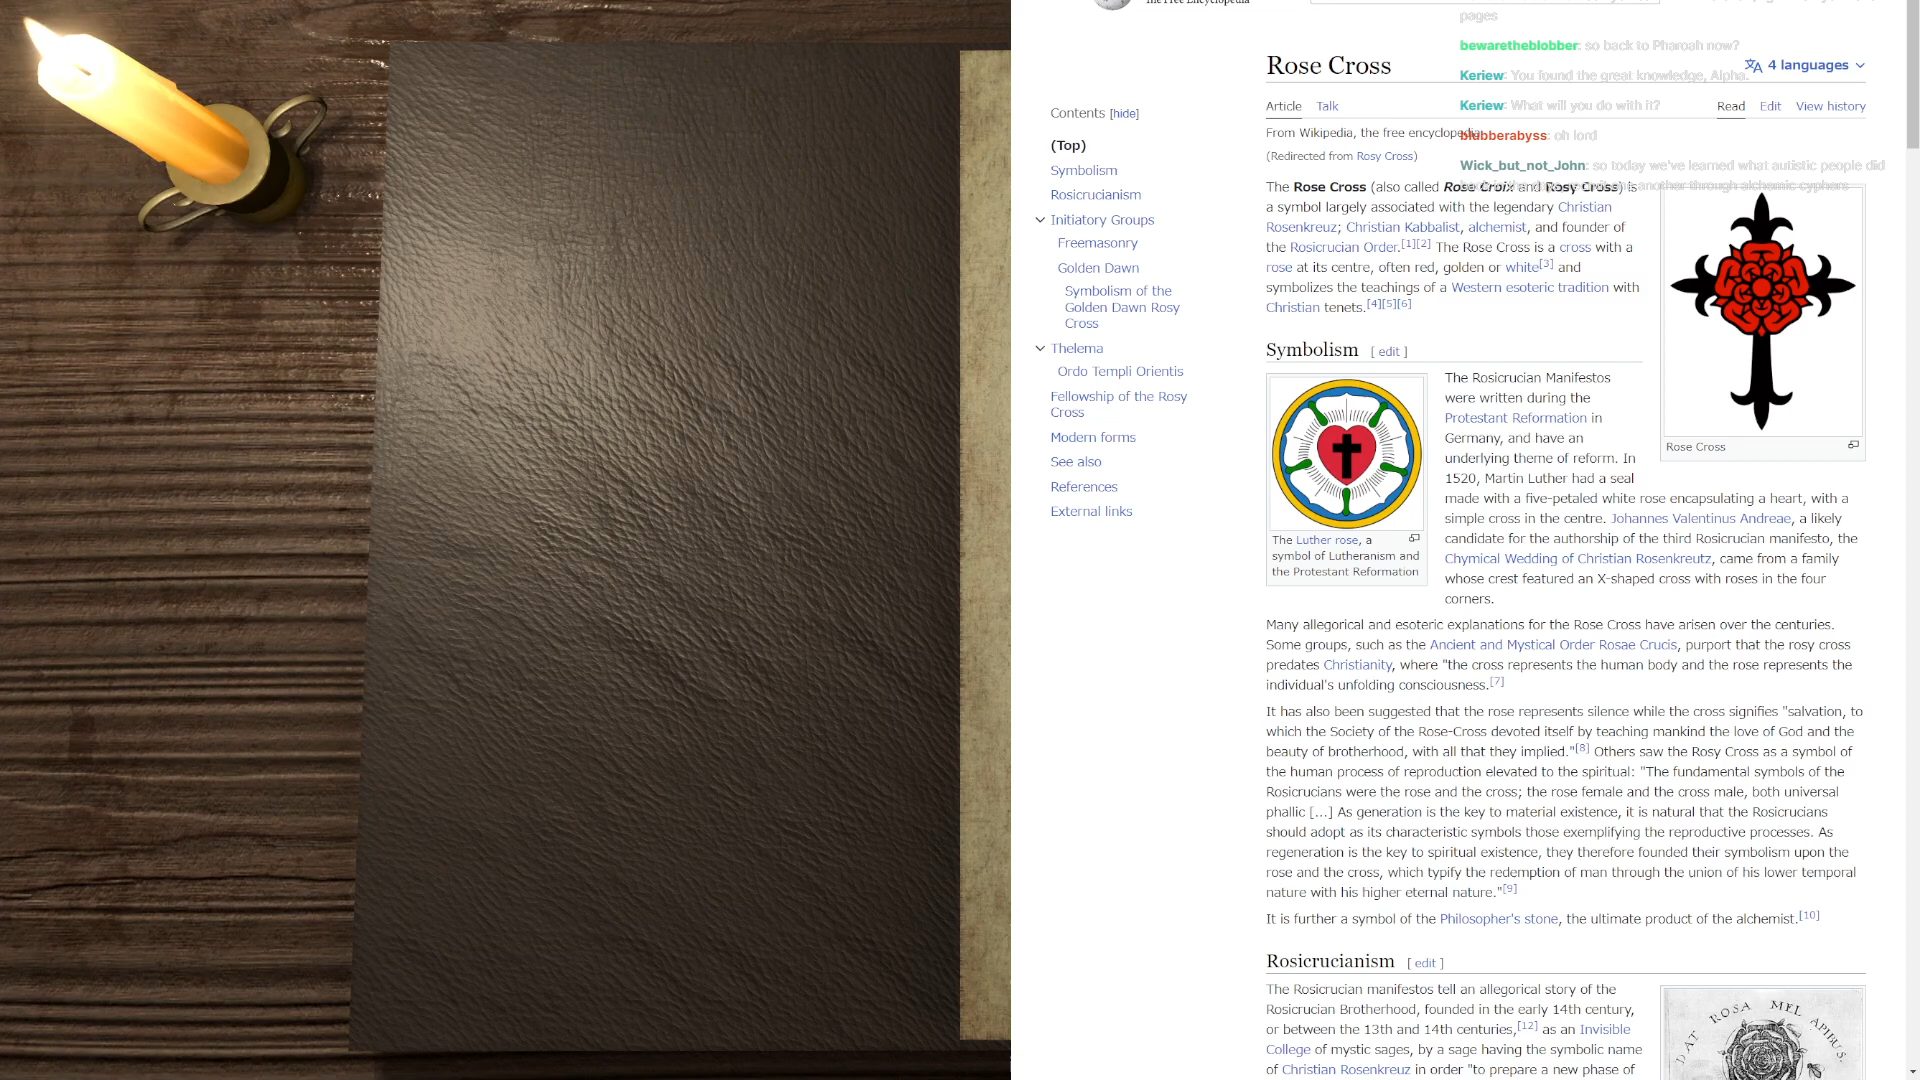 The Free Encyclopedia
pages
bewaretheblobber: so back to Pharoah now?
Rose Cross
4 languages
Keriew: You found the great knowledge, Alpha.
Contents [hide]
Article Talk
Keriew: What will you do with it?
Read Edit View history
From Wikipedia, the free encyclopedia
blubberabyss: oh lord
(Top)
(Redirected from Rosy Cross)
Wick_but_not_John: so today we've learned what autistic people did
another through alchemic cyphers
Symbolism
Rosicrucianism
Initiatory Groups
Freemasonry
Golden Dawn
Symbolism of the
Golden Dawn Rosy
Cross
Thelema
Ordo Templi Orientis
Fellowship of the Rosy
Cross
Modern forms
See also
References
External links
The Rose Cross (also called Rose Croix and Rosy Cross) is
a symbol largely associated with the legendary Christian
Rosenkreuz; Christian Kabbalist, alchemist, and founder of
the Rosicrucian Order.[1][2] The Rose Cross is a cross with a
rose at its centre, often red, golden or white[3] and
symbolizes the teachings of a Western esoteric tradition with
Christian tenets.[4][5][6]
Rose Cross
Symbolism [ edit ]
The Luther rose, a
symbol of Lutheranism and
the Protestant Reformation
The Rosicrucian Manifestos
were written during the
Protestant Reformation in
Germany, and have an
underlying theme of reform. In
1520, Martin Luther had a seal
made with a five-petaled white rose encapsulating a heart, with a
simple cross in the centre. Johannes Valentinus Andreae, a likely
candidate for the authorship of the third Rosicrucian manifesto, the
Chymical Wedding of Christian Rosenkreutz, came from a family
whose crest featured an X-shaped cross with roses in the four
corners.
Many allegorical and esoteric explanations for the Rose Cross have arisen over the centuries.
Some groups, such as the Ancient and Mystical Order Rosae Crucis, purport that the rosy cross
predates Christianity, where "the cross represents the human body and the rose represents the
individual's unfolding consciousness.[7]
It has also been suggested that the rose represents silence while the cross signifies "salvation, to
which the Society of the Rose-Cross devoted itself by teaching mankind the love of God and the
beauty of brotherhood, with all that they implied."[8] Others saw the Rosy Cross as a symbol of
the human process of reproduction elevated to the spiritual: "The fundamental symbols of the
Rosicrucians were the rose and the cross; the rose female and the cross male, both universal
phallic [...] As generation is the key to material existence, it is natural that the Rosicrucians
should adopt as its characteristic symbols those exemplifying the reproductive processes. As
regeneration is the key to spiritual existence, they therefore founded their symbolism upon the
rose and the cross, which typify the redemption of man through the union of his lower temporal
nature with his higher eternal nature."[9]
It is further a symbol of the Philosopher's stone, the ultimate product of the alchemist.[10]
Rosicrucianism [ edit ]
The Rosicrucian manifestos tell an allegorical story of the
Rosicrucian Brotherhood, founded in the early 14th century,
or between the 13th and 14th centuries,[12] as an Invisible
College of mystic sages, by a sage having the symbolic name
of Christian Rosenkreuz in order "to prepare a new phase of
DAT ROSA MEL APIBUS